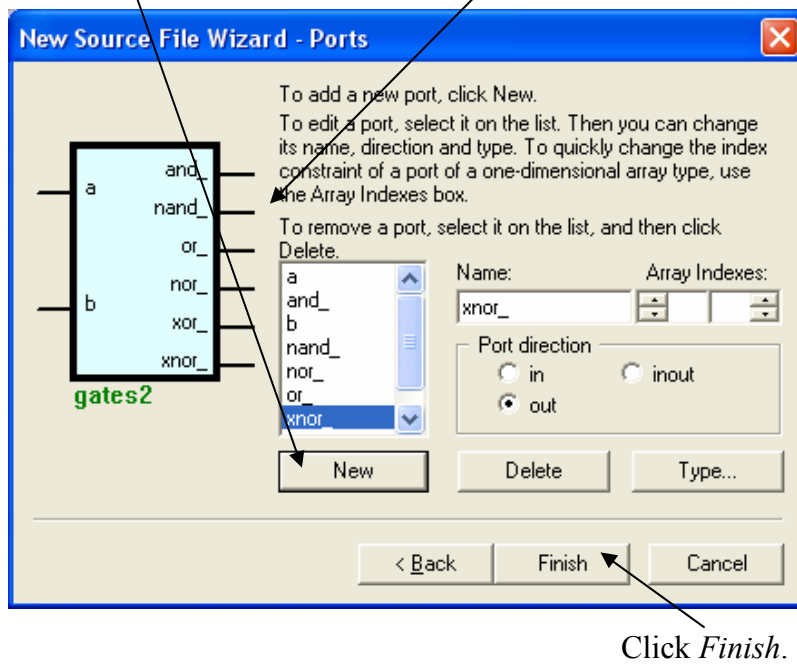 New Source File Wizard - Ports
To add a new port, click New.
To edit a port, select it on the list. Then you can change
its name, direction and type. To quickly change the index
constraint of a port of a one-dimensional array type, use
the Array Indexes box.
To remove a port, select it on the list, and then click
Delete.
a
b
and_
nand_
or_
nor_
xor_
xnor_
gates2
a
and_
b
nand_
nor_
or_
xnor_
Name:
Array Indexes:
xnor_
Port direction
in
inout
out
New
Delete
Type...
< Back
Finish
Cancel
Click Finish.